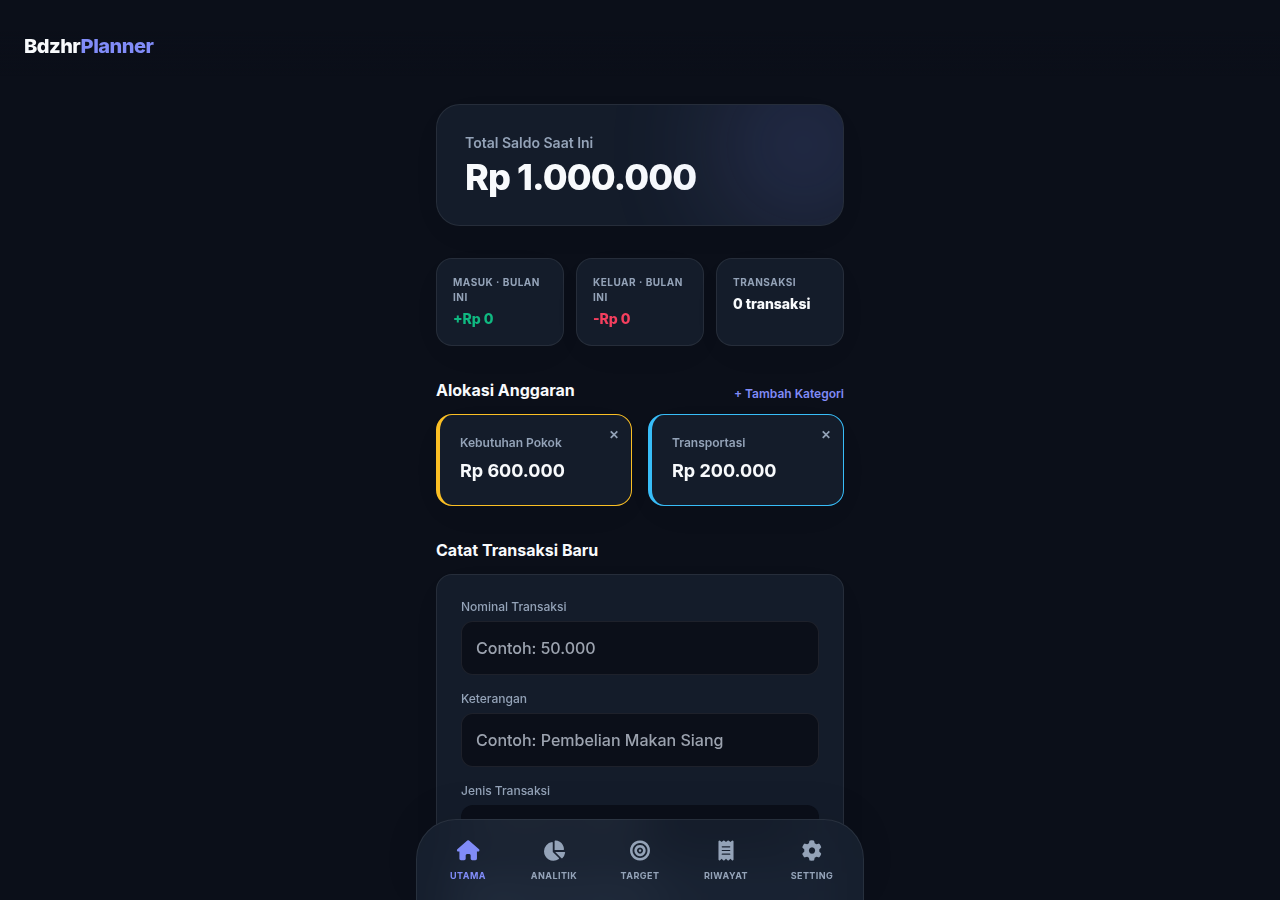 BdzhrPlanner
Total Saldo Saat Ini
Rp 1.000.000
MASUK · BULAN
INI
+Rp 0
KELUAR · BULAN
INI
-Rp 0
TRANSAKSI
0 transaksi
Alokasi Anggaran
+ Tambah Kategori
Kebutuhan Pokok
×
Rp 600.000
Transportasi
×
Rp 200.000
Catat Transaksi Baru
Nominal Transaksi
Contoh: 50.000
Keterangan
Contoh: Pembelian Makan Siang
Jenis Transaksi
UTAMA
ANALITIK
TARGET
RIWAYAT
SETTING